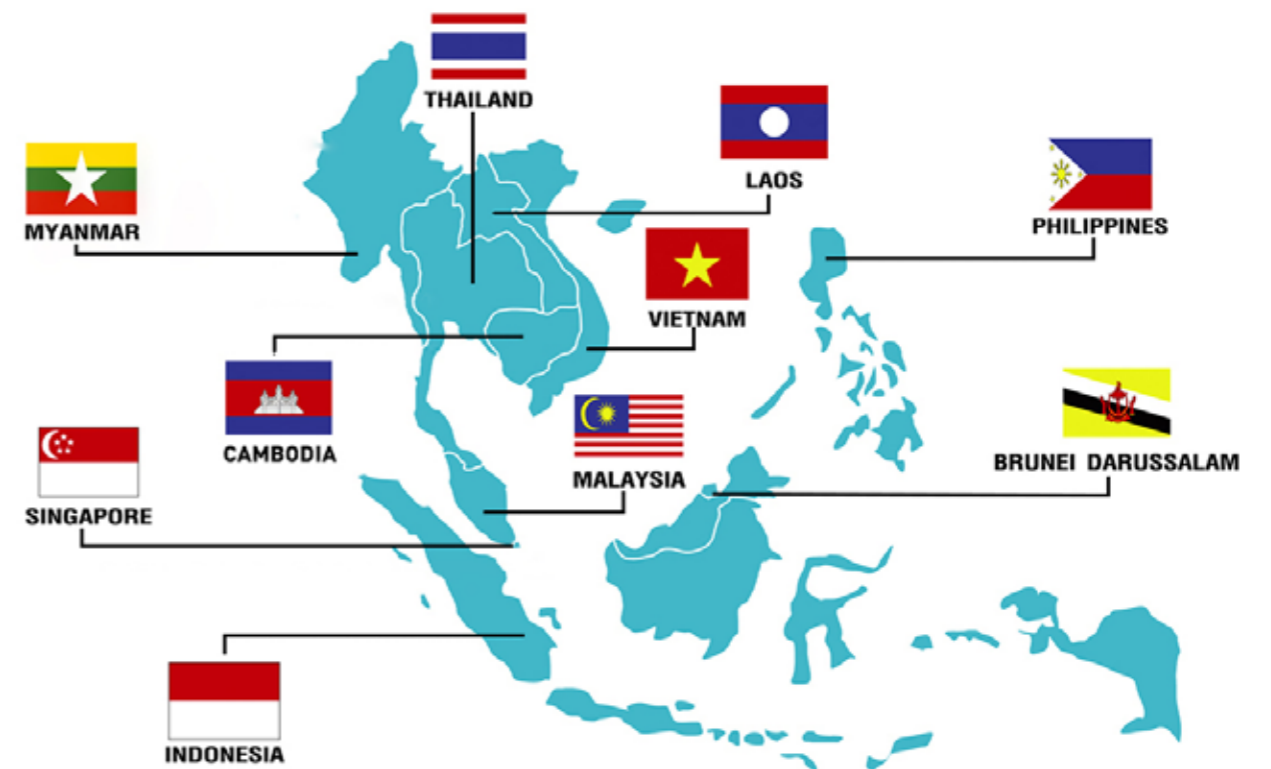 THAILAND
LAOS
MYANMAR
PHILIPPINES
VIETNAM
CAMBODIA
MALAYSIA
BRUNEI DARUSSALAM
SINGAPORE
INDONESIA